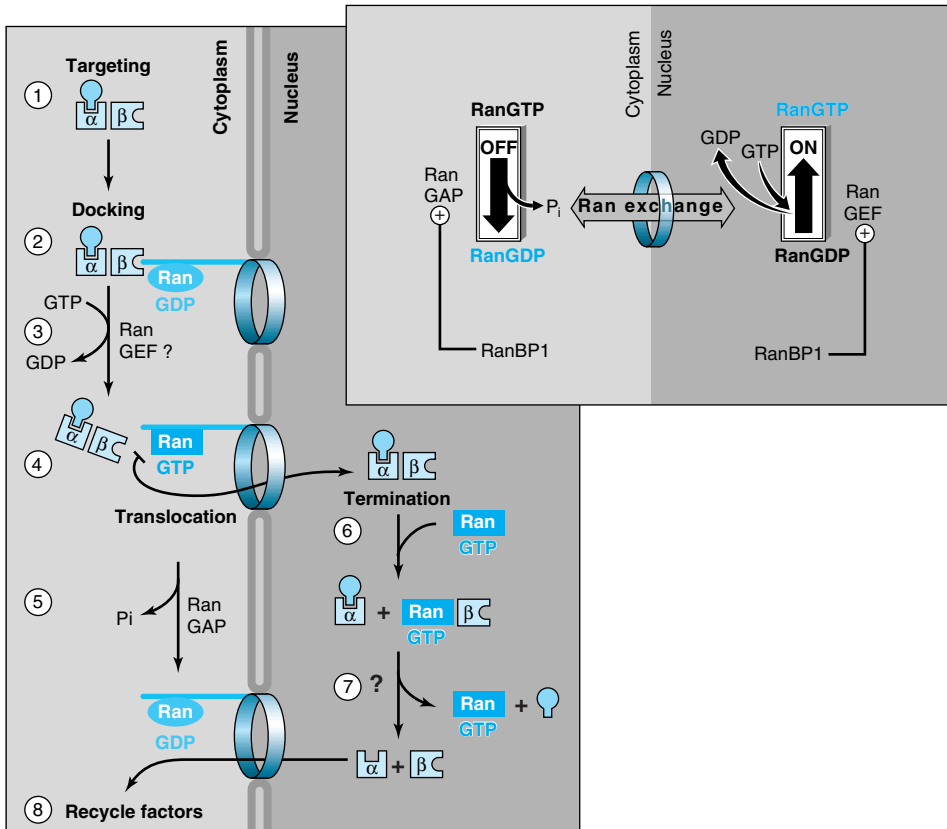 Targeting
1
α β
Cytoplasm
Nucleus
Docking
2
α β
Ran
GDP
GTP
3
Ran
GEF ?
GDP
α β
Ran
GTP
4
α β
Translocation
Termination
6
Ran
GTP
5
Pi
Ran
GAP
α + Ran β
GTP
7 ?
Ran +
GTP
Ran
GDP
α + β
8 Recycle factors
Cytoplasm
Nucleus
RanGTP
OFF
Ran
GAP
+
Pi
RanGDP
Ran exchange
RanGTP
GDP
GTP
ON
Ran
GEF
+
RanGDP
RanBP1
RanBP1